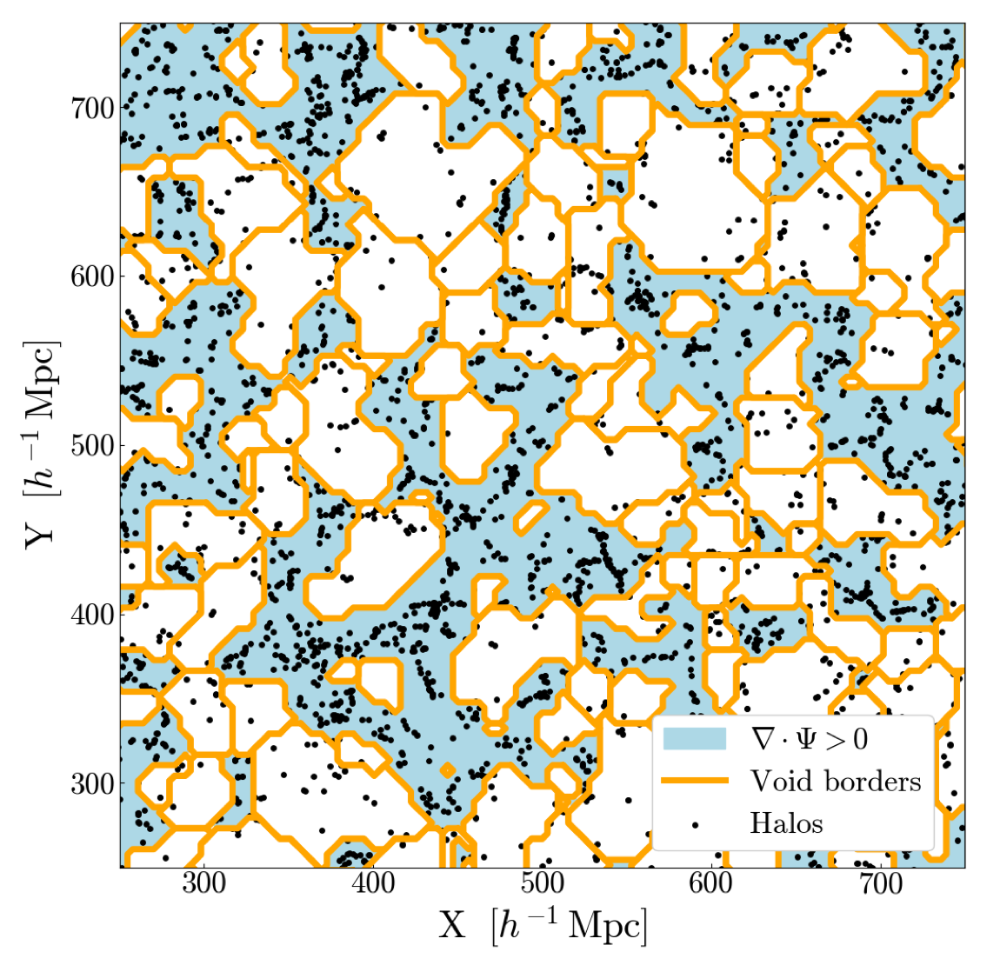 700
600
500
400
300
Y [h⁻¹ Mpc]
∇ · Ψ > 0
Void borders
Halos
300 400 500 600 700
X [h⁻¹ Mpc]